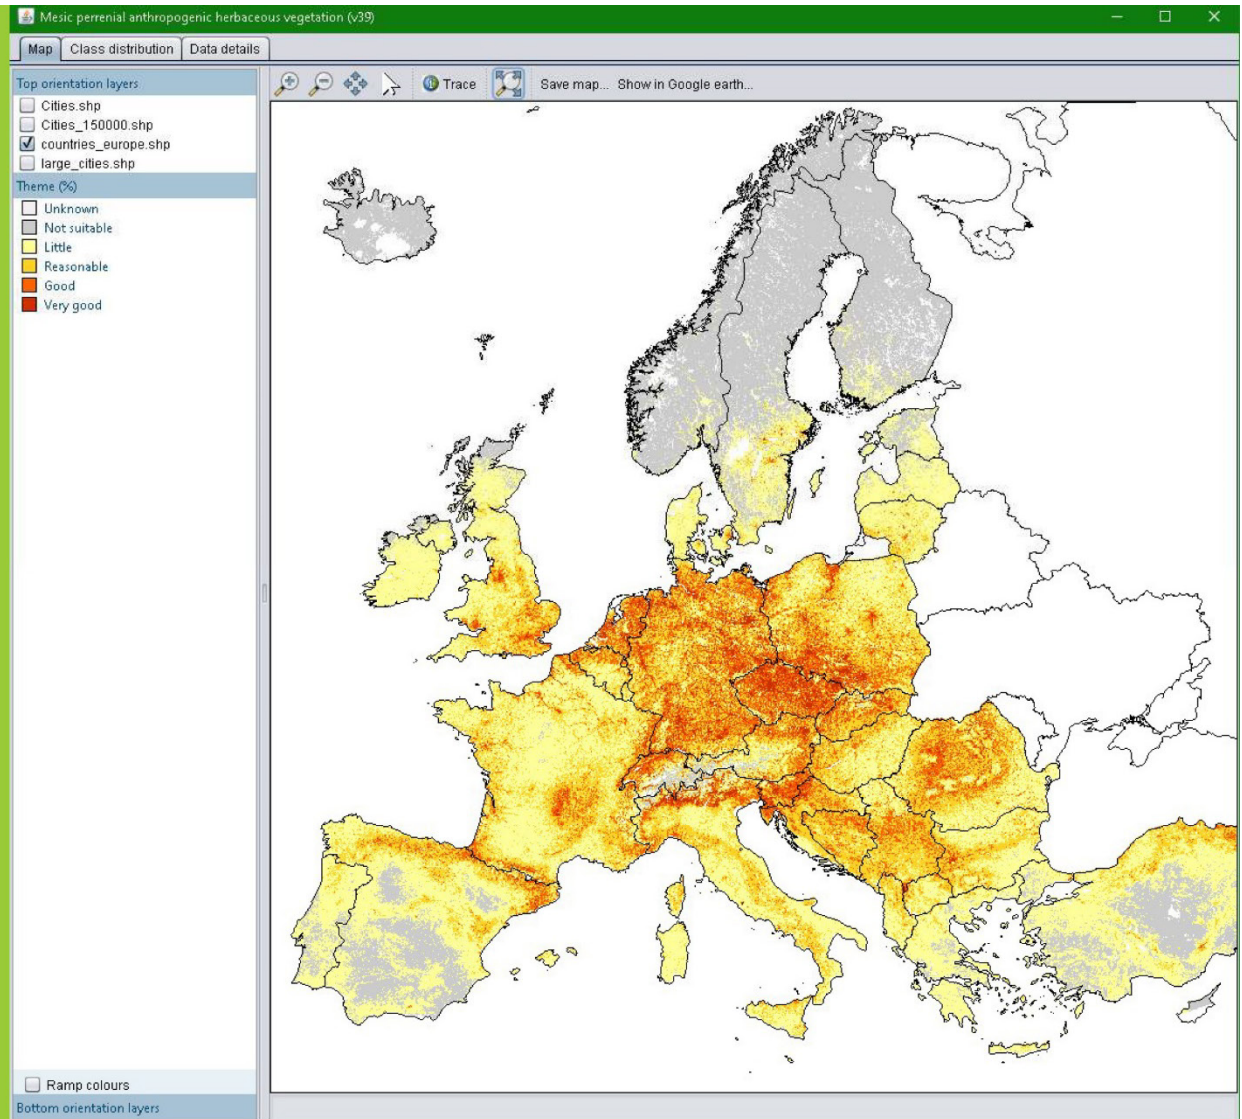 Mesic perrenial anthropogenic herbaceous vegetation (v39)
Map Class distribution Data details
Top orientation layers
Cities.shp
Cities_150000.shp
countries_europe.shp
large_cities.shp
Theme (%)
Unknown
Not suitable
Little
Reasonable
Good
Very good
Ramp colours
Bottom orientation layers
Trace Save map... Show in Google earth...